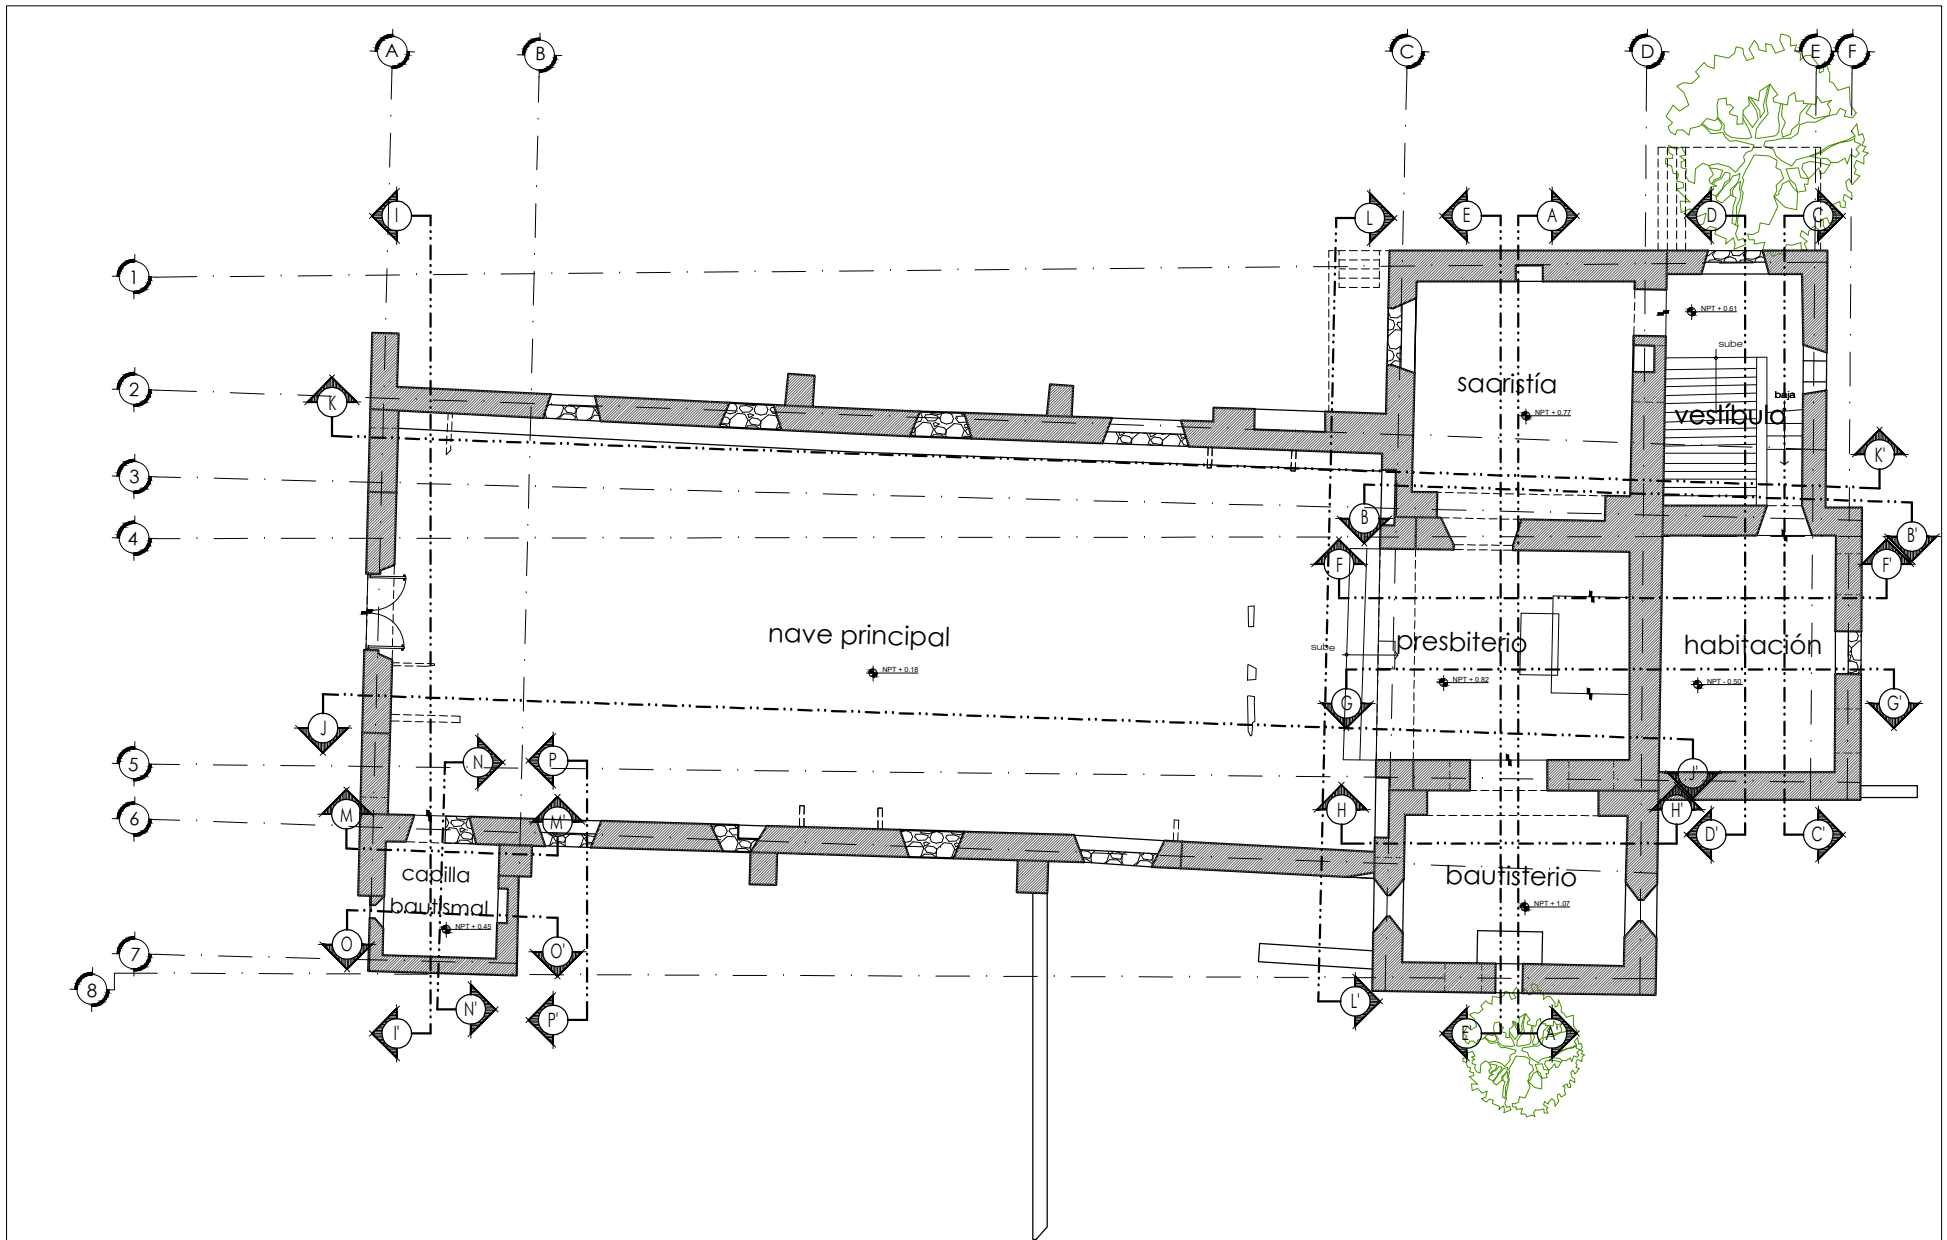 A
B
C
D
E
F
I
L
E
A
D
C'
1
NPT + 0.61
sube
2
sacristía
baja
K
NPT + 0.77
vestíbulo
K'
3
B
B'
4
F
F'
nave principal
presbiterio
habitación
sube
NPT + 0.18
NPT + 0.82
NPT - 0.50
G
G'
J
N
P
5
J'
M
M'
H
H'
6
D'
C'
capilla
bautisterio
bautismal
NPT + 0.45
NPT + 1.07
O
O'
7
8
N'
L'
I'
P'
E'
A'